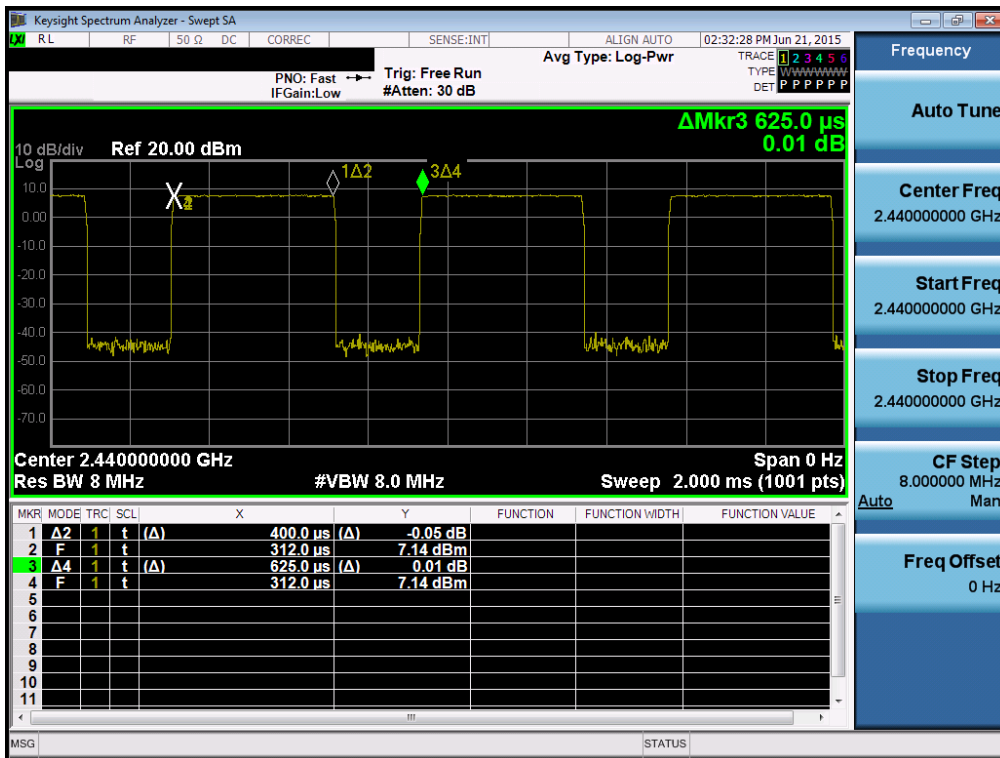 Keysight Spectrum Analyzer - Swept SA
LXI RL RF 50 Ω DC CORREC SENSE:INT ALIGN AUTO 02:32:28 PM Jun 21, 2015
Frequency
PNO: Fast
IFGain:Low
Trig: Free Run
#Atten: 30 dB
Avg Type: Log-Pwr
TRACE 1 2 3 4 5 6
TYPE WWWWWW
DET P P P P P P
Auto Tune
ΔMkr3 625.0 µs
0.01 dB
10 dB/div Ref 20.00 dBm
Log
10.0
0.00
-10.0
-20.0
-30.0
-40.0
-50.0
-60.0
-70.0
1Δ2
3Δ4
Center Freq
2.440000000 GHz
Start Freq
2.440000000 GHz
Stop Freq
2.440000000 GHz
Center 2.440000000 GHz Span 0 Hz
Res BW 8 MHz #VBW 8.0 MHz Sweep 2.000 ms (1001 pts)
CF Step
8.000000 MHz
Auto Man
Freq Offset
0 Hz
MKR MODE TRC SCL X Y FUNCTION FUNCTION WIDTH FUNCTION VALUE
1 Δ2 1 t (Δ) 400.0 µs (Δ) -0.05 dB
2 F 1 t 312.0 µs 7.14 dBm
3 Δ4 1 t (Δ) 625.0 µs (Δ) 0.01 dB
4 F 1 t 312.0 µs 7.14 dBm
5
6
7
8
9
10
11
MSG STATUS